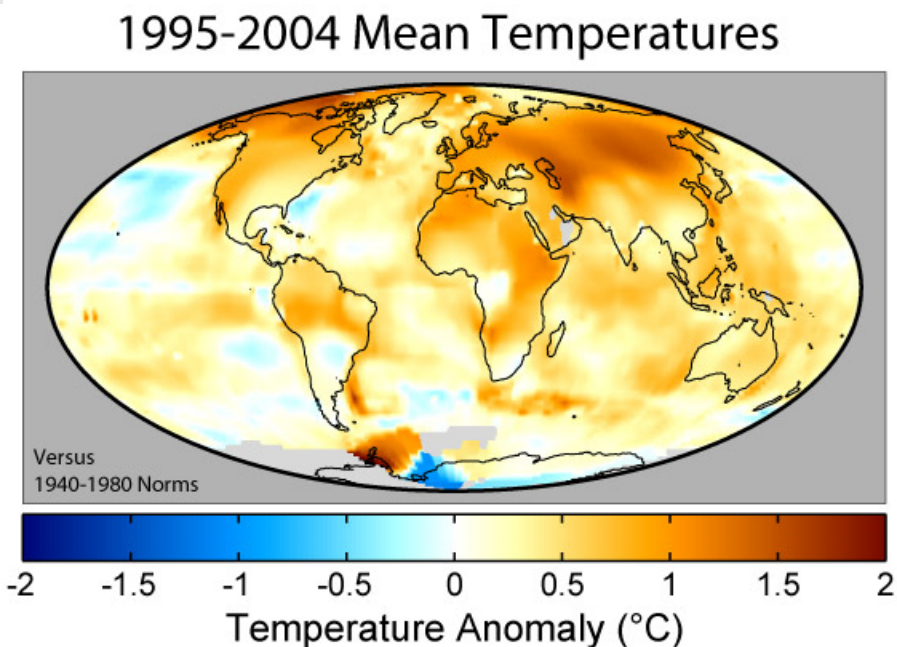 1995-2004 Mean Temperatures
Versus
1940-1980 Norms
-2 -1.5 -1 -0.5 0 0.5 1 1.5 2
Temperature Anomaly (°C)